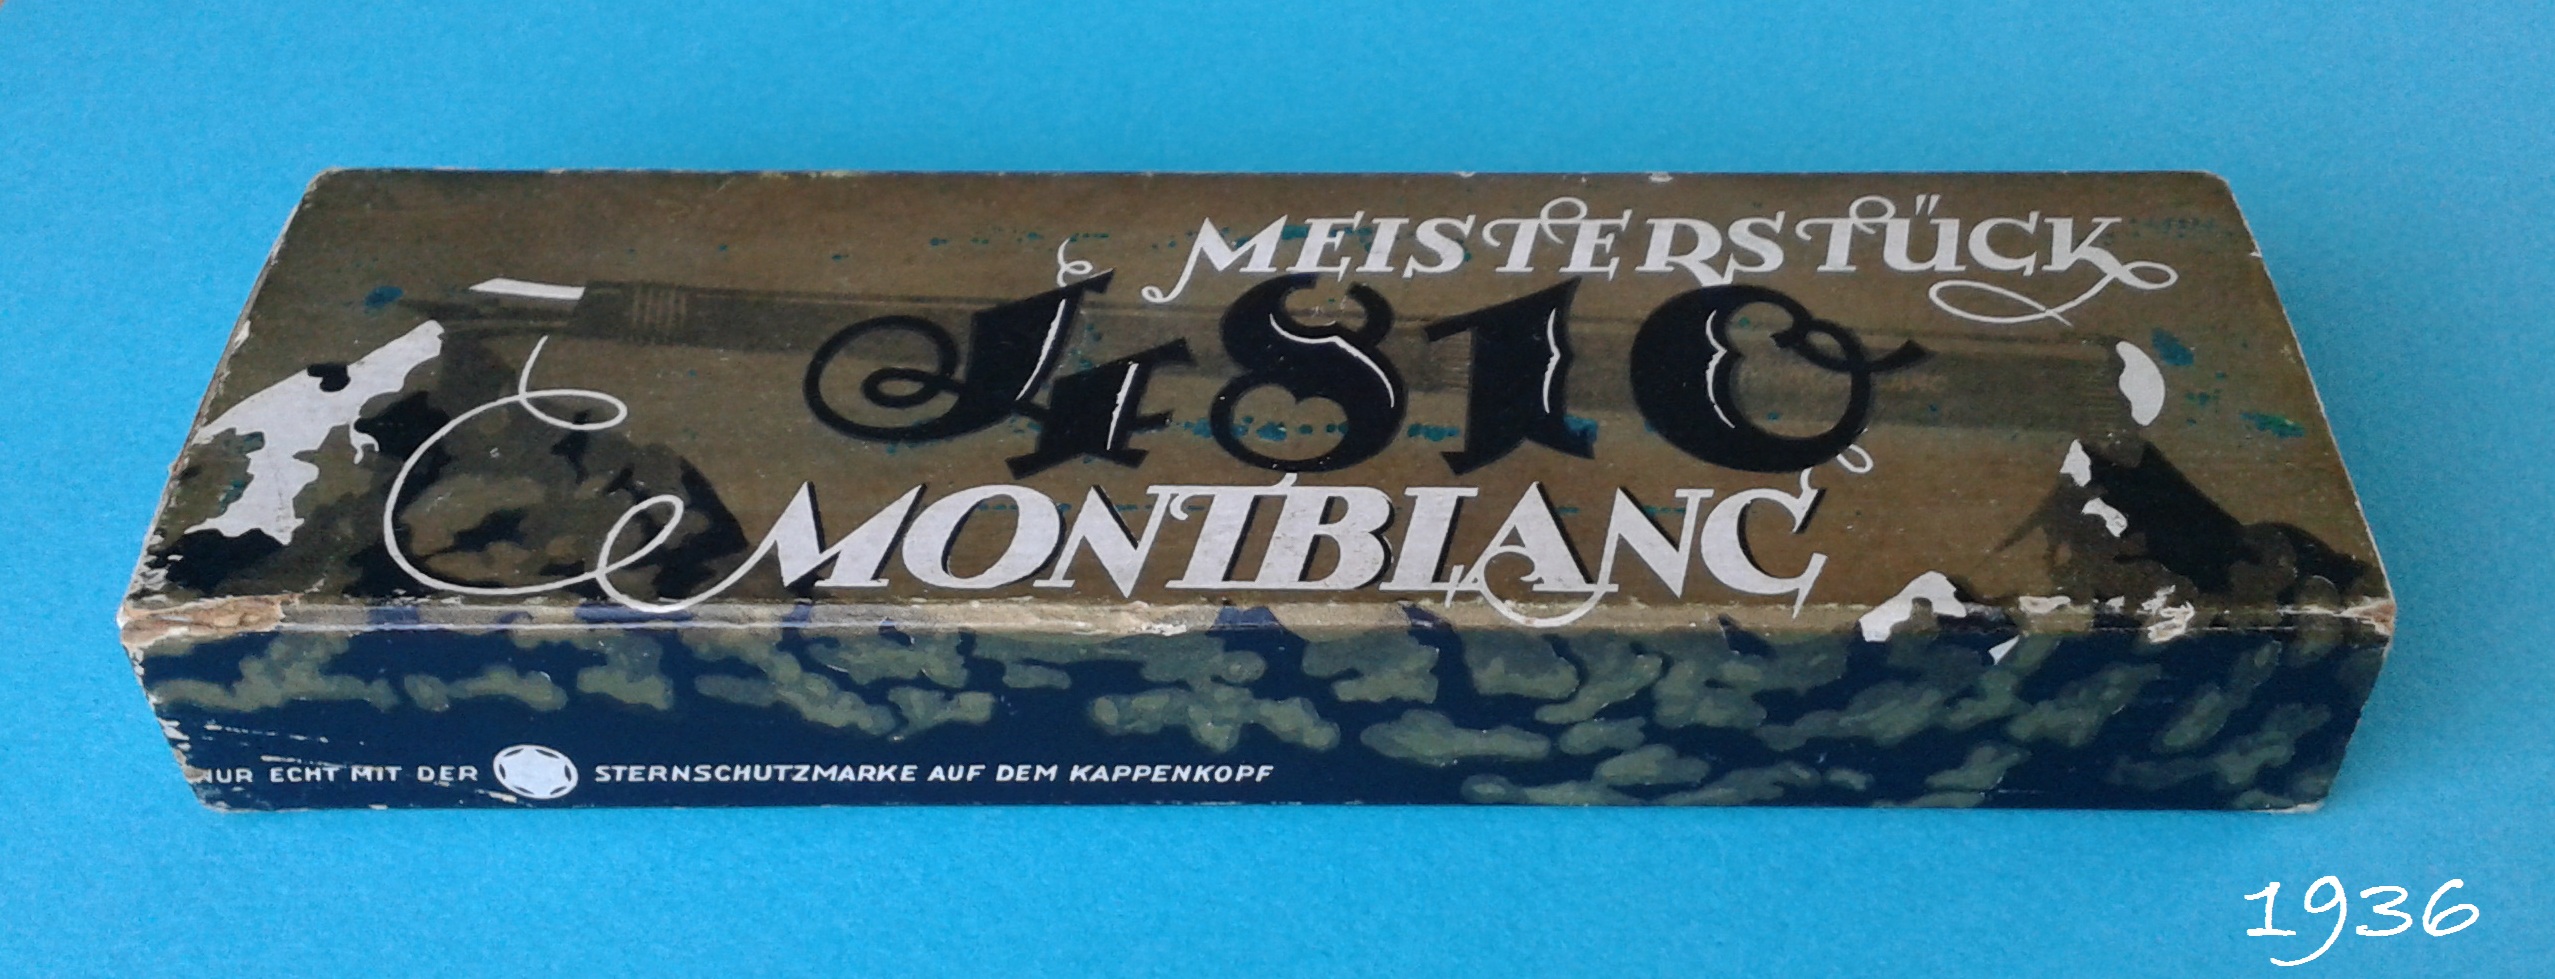 MEISTERSTÜCK
4810
MONTBLANC
NUR ECHT MIT DER STERNSCHUTZMARKE AUF DEM KAPPENKOPF
1936